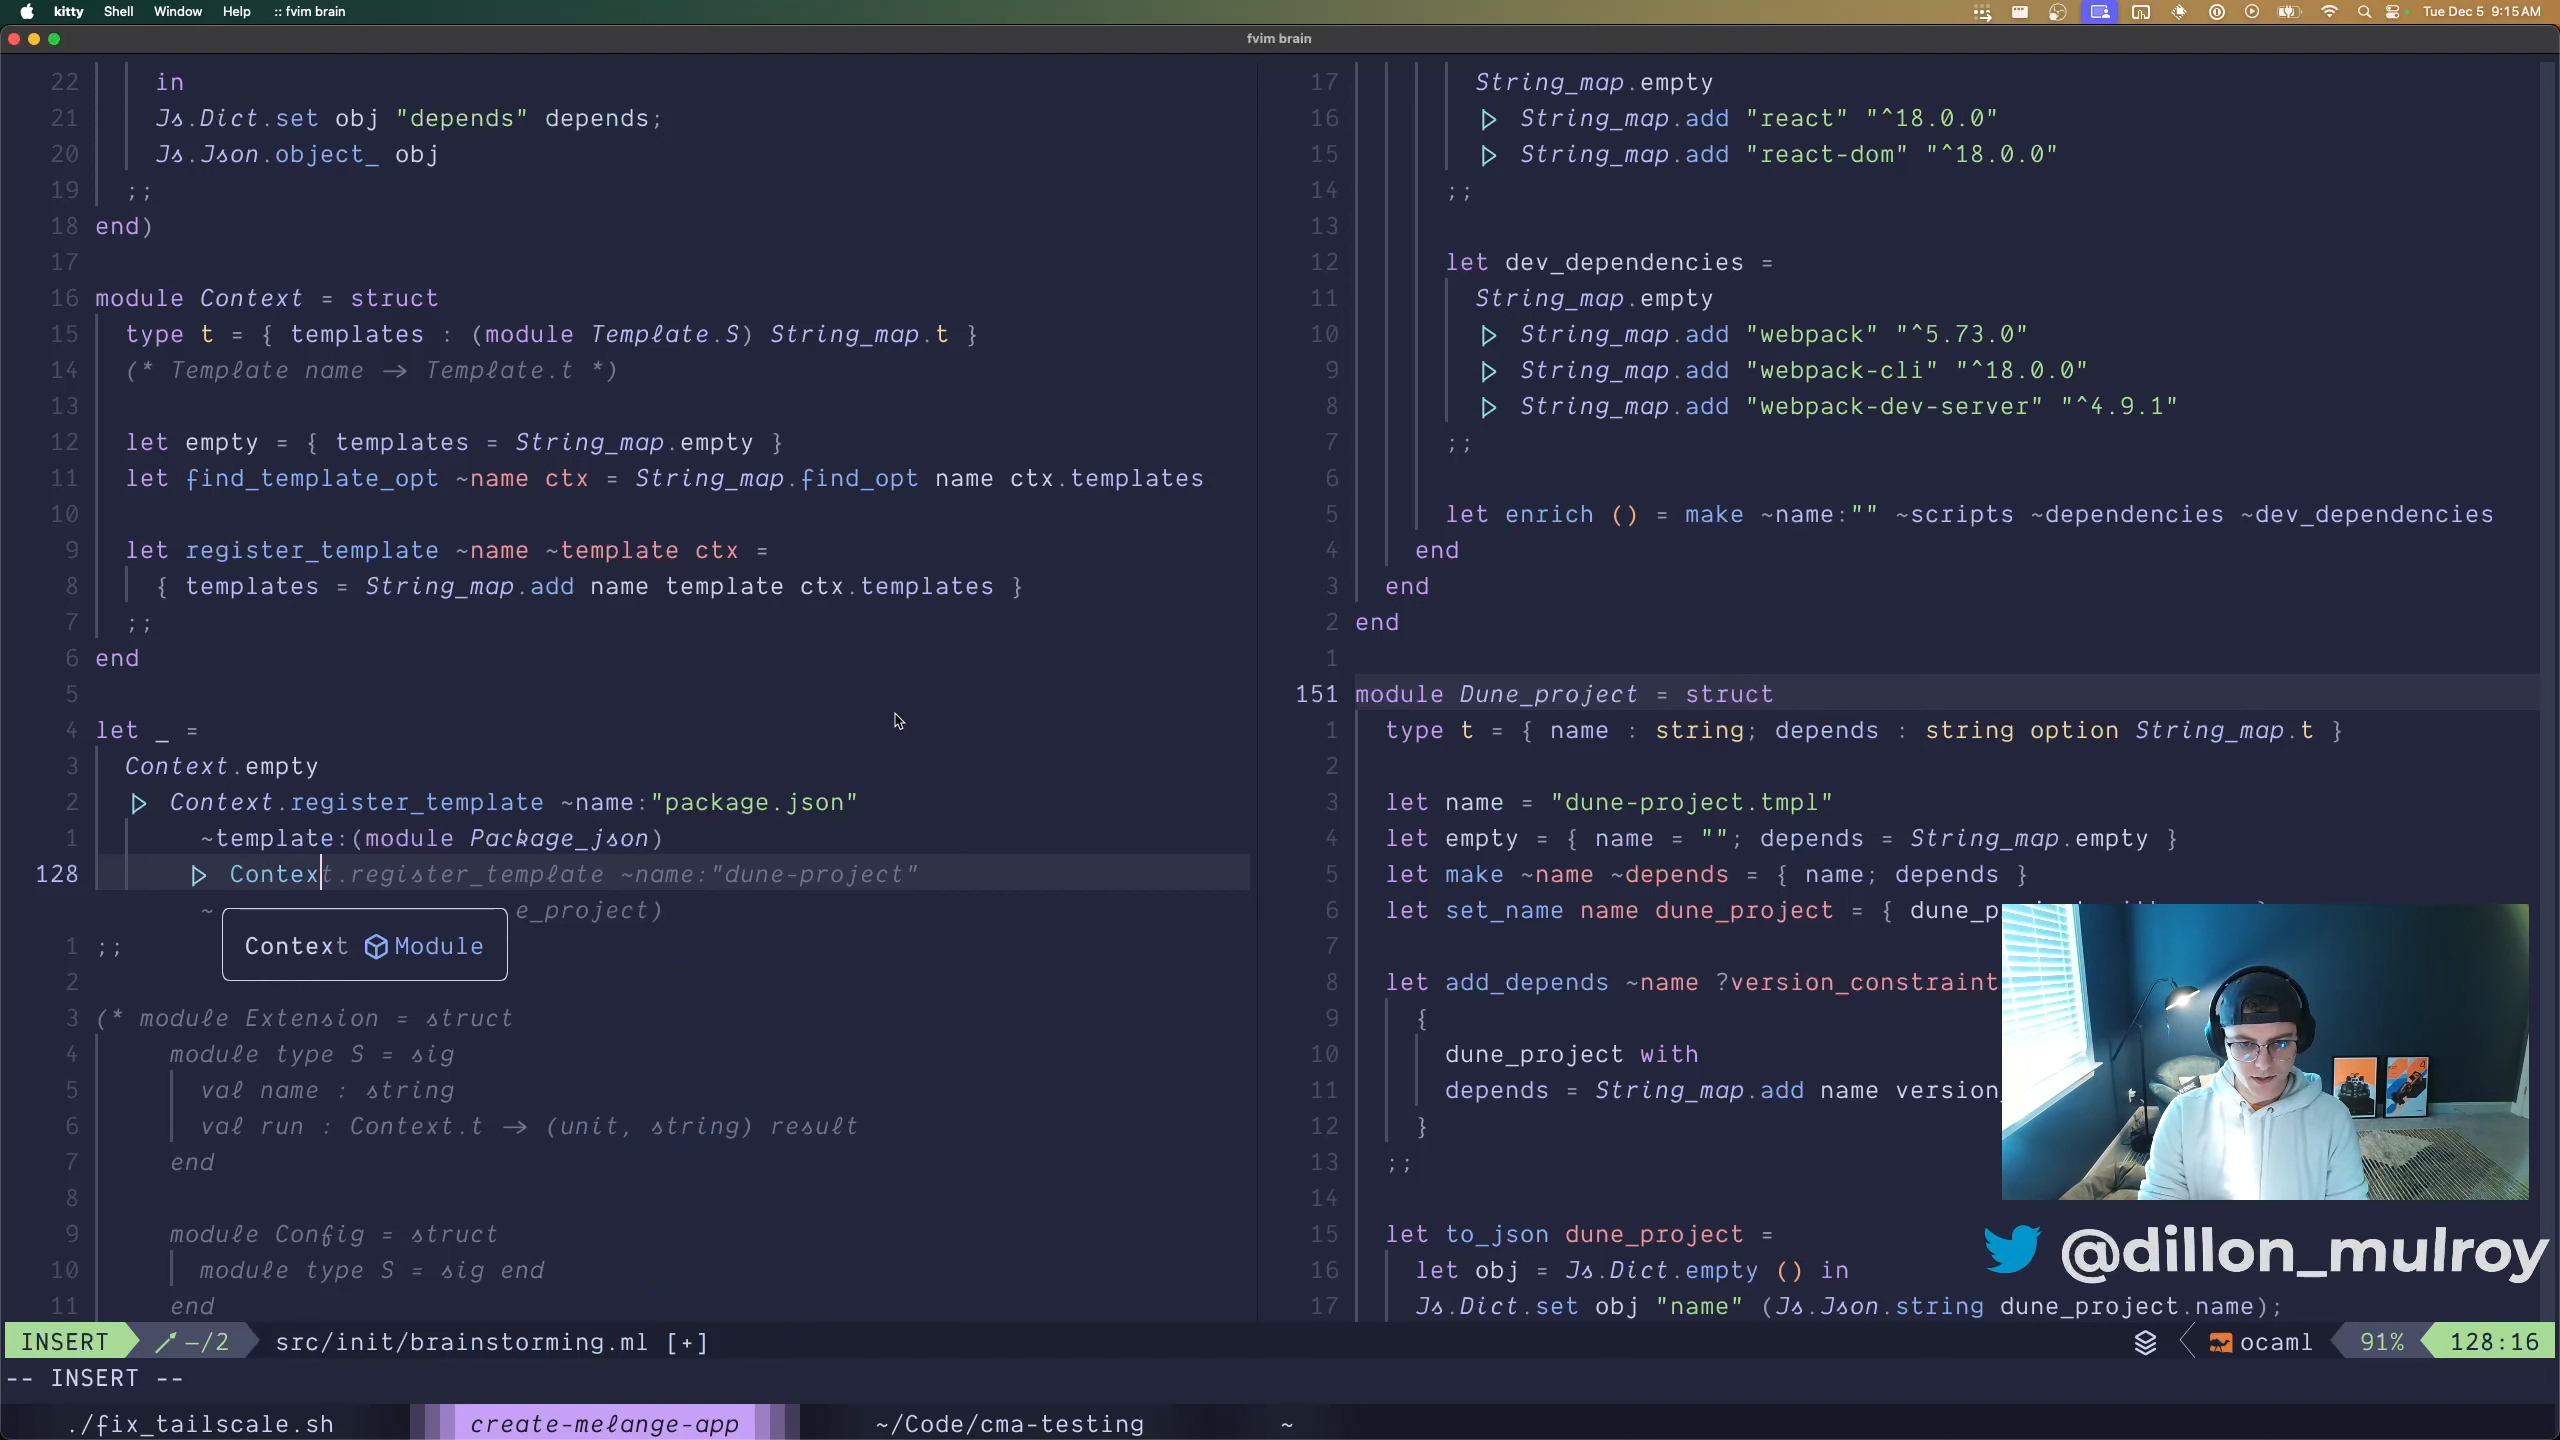 kitty Shell Window Help :: fvim brain
Tue Dec 5 9:15 AM
fvim brain
22 in
21 Js.Dict.set obj "depends" depends;
20 Js.Json.object_ obj
19 ;;
18 end)
17
16 module Context = struct
15 type t = { templates : (module Template.S) String_map.t }
14 (* Template name → Template.t *)
13
12 let empty = { templates = String_map.empty }
11 let find_template_opt ~name ctx = String_map.find_opt name ctx.templates
10
9 let register_template ~name ~template ctx =
8 { templates = String_map.add name template ctx.templates }
7 ;;
6 end
5
4 let _ =
3 Context.empty
2 ▷ Context.register_template ~name:"package.json"
1 ~template:(module Package_json)
128 ▷ Context.register_template ~name:"dune-project"
~ e_project)
Context Module
1 ;;
2
3 (* module Extension = struct
4 module type S = sig
5 val name : string
6 val run : Context.t → (unit, string) result
7 end
8
9 module Config = struct
10 module type S = sig end
11 end
17 String_map.empty
16 ▷ String_map.add "react" "^18.0.0"
15 ▷ String_map.add "react-dom" "^18.0.0"
14 ;;
13
12 let dev_dependencies =
11 String_map.empty
10 ▷ String_map.add "webpack" "^5.73.0"
9 ▷ String_map.add "webpack-cli" "^18.0.0"
8 ▷ String_map.add "webpack-dev-server" "^4.9.1"
7 ;;
6
5 let enrich () = make ~name:"" ~scripts ~dependencies ~dev_dependencies
4 end
3 end
2 end
1
151 module Dune_project = struct
1 type t = { name : string; depends : string option String_map.t }
2
3 let name = "dune-project.tmpl"
4 let empty = { name = ""; depends = String_map.empty }
5 let make ~name ~depends = { name; depends }
6 let set_name name dune_project = { dune_p
7
8 let add_depends ~name ?version_constraint
9 {
10 dune_project with
11 depends = String_map.add name version_
12 }
13 ;;
14
15 let to_json dune_project =
16 let obj = Js.Dict.empty () in
17 Js.Dict.set obj "name" (Js.Json.string dune_project.name);
@dillon_mulroy
INSERT –/2 src/init/brainstorming.ml [+] ocaml 91% 128:16
-- INSERT --
./fix_tailscale.sh create-melange-app ~/Code/cma-testing ~